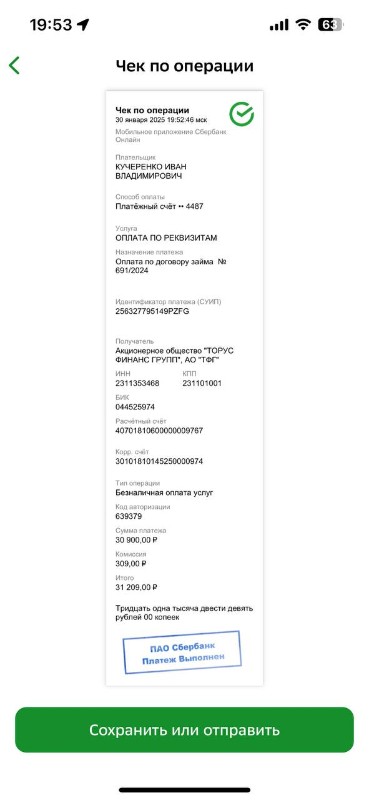 19:53
63
Чек по операции
Чек по операции
30 января 2025 19:52:46 мск
Мобильное приложение Сбербанк
Онлайн
Плательщик
КУЧЕРЕНКО ИВАН
ВЛАДИМИРОВИЧ
Способ оплаты
Платёжный счёт •• 4487
Услуга
ОПЛАТА ПО РЕКВИЗИТАМ
Назначение платежа
Оплата по договору займа №
691/2024
Идентификатор платежа (СУИП)
256327795149PZFG
Получатель
Акционерное общество "ТОРУС
ФИНАНС ГРУПП", АО "ТФГ"
ИНН КПП
2311353468 231101001
БИК
044525974
Расчётный счёт
40701810600000009767
Корр. счёт
30101810145250000974
Тип операции
Безналичная оплата услуг
Код авторизации
639379
Сумма платежа
30 900,00 ₽
Комиссия
309,00 ₽
Итого
31 209,00 ₽
Тридцать одна тысяча двести девять
рублей 00 копеек
ПАО Сбербанк
Платеж Выполнен
Сохранить или отправить